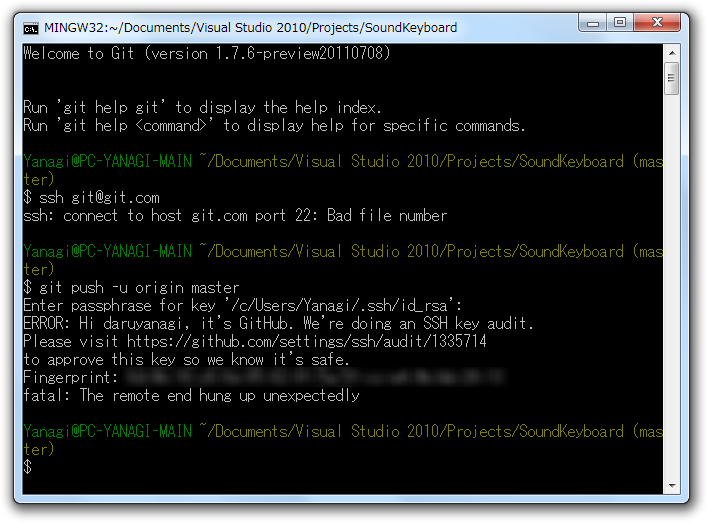 MINGW32:~/Documents/Visual Studio 2010/Projects/SoundKeyboard
Welcome to Git (version 1.7.6-preview20110708)
Run 'git help git' to display the help index.
Run 'git help <command>' to display help for specific commands.
Yanagi@PC-YANAGI-MAIN ~/Documents/Visual Studio 2010/Projects/SoundKeyboard (mas
ter)
$ ssh git@git.com
ssh: connect to host git.com port 22: Bad file number
Yanagi@PC-YANAGI-MAIN ~/Documents/Visual Studio 2010/Projects/SoundKeyboard (mas
ter)
$ git push -u origin master
Enter passphrase for key '/c/Users/Yanagi/.ssh/id_rsa':
ERROR: Hi daruyanagi, it's GitHub. We're doing an SSH key audit.
Please visit https://github.com/settings/ssh/audit/1335714
to approve this key so we know it's safe.
Fingerprint:
fatal: The remote end hung up unexpectedly
Yanagi@PC-YANAGI-MAIN ~/Documents/Visual Studio 2010/Projects/SoundKeyboard (mas
ter)
$